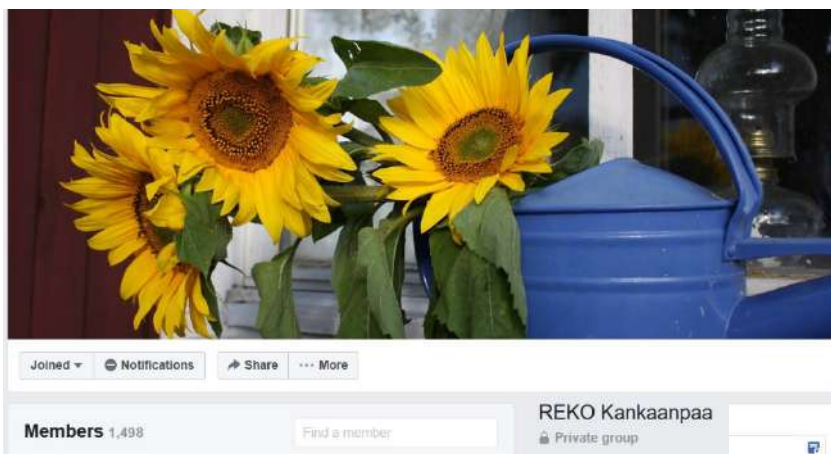 Joined
Notifications
Share
More
Members 1,498
Find a member
REKO Kankaanpaa
Private group